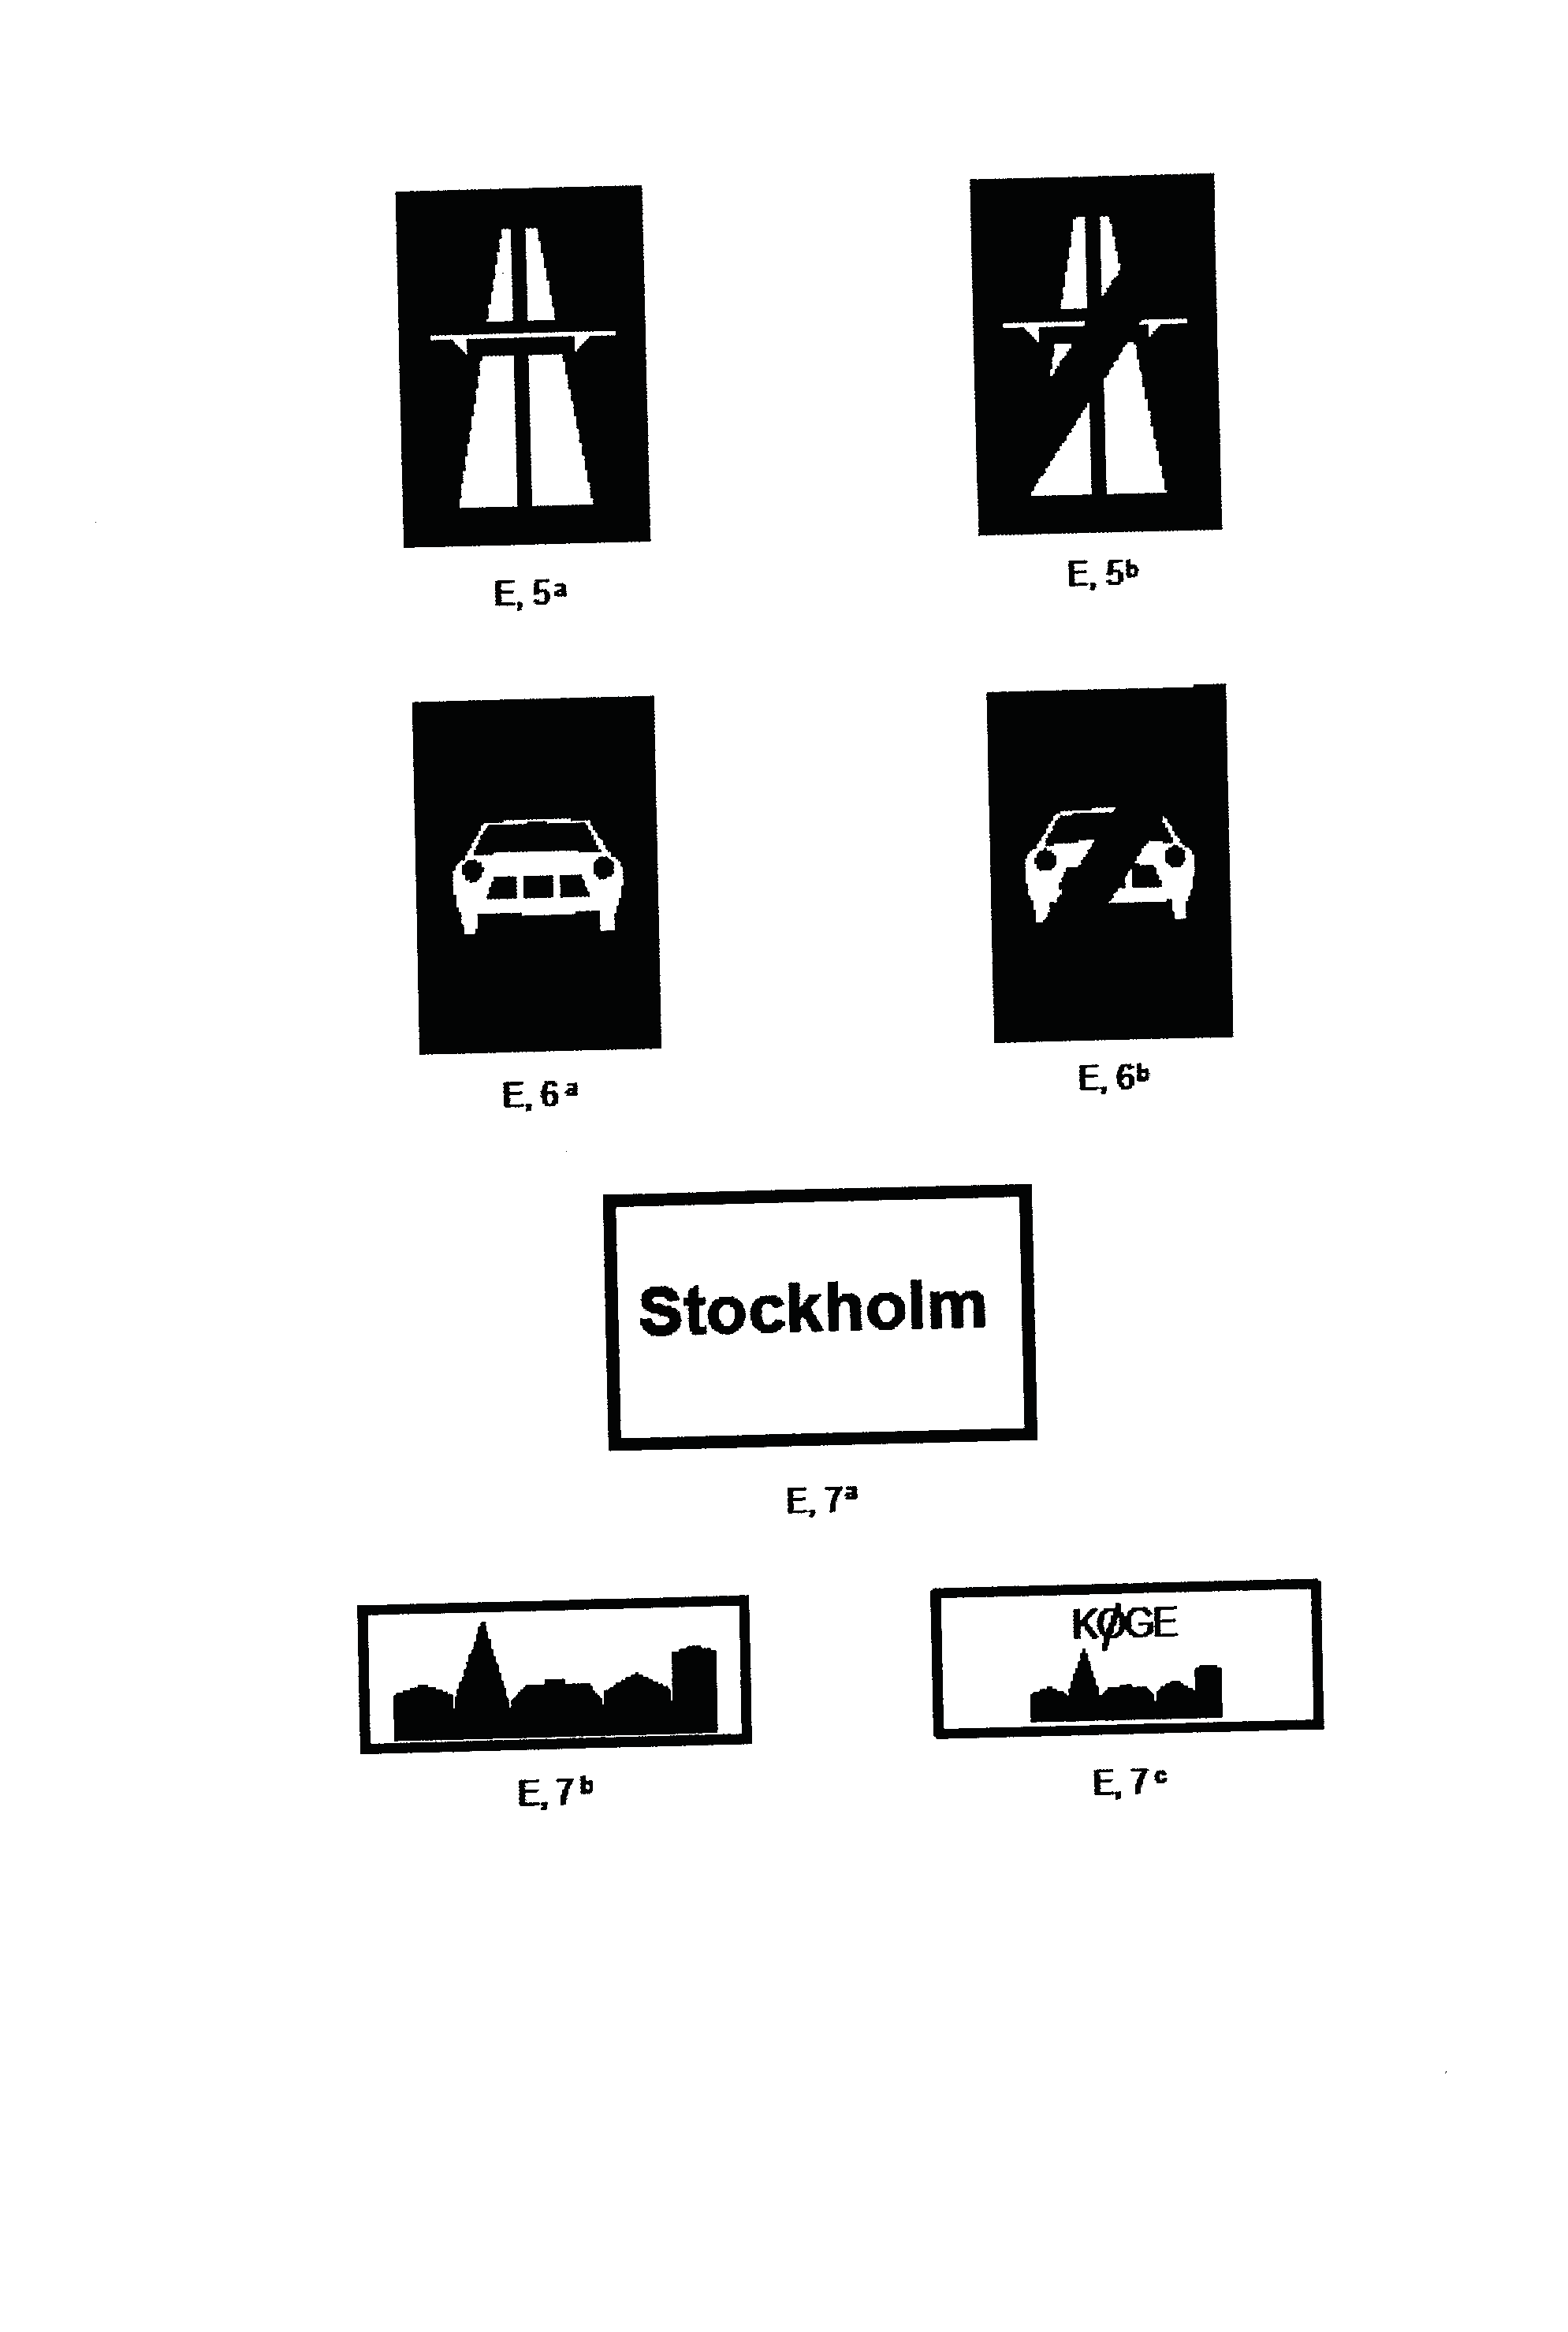 E, 5ª
E, 5ᵇ
E, 6ª
E, 6ᵇ
Stockholm
E, 7ª
KØGE
E, 7ᵇ
E, 7ᶜ